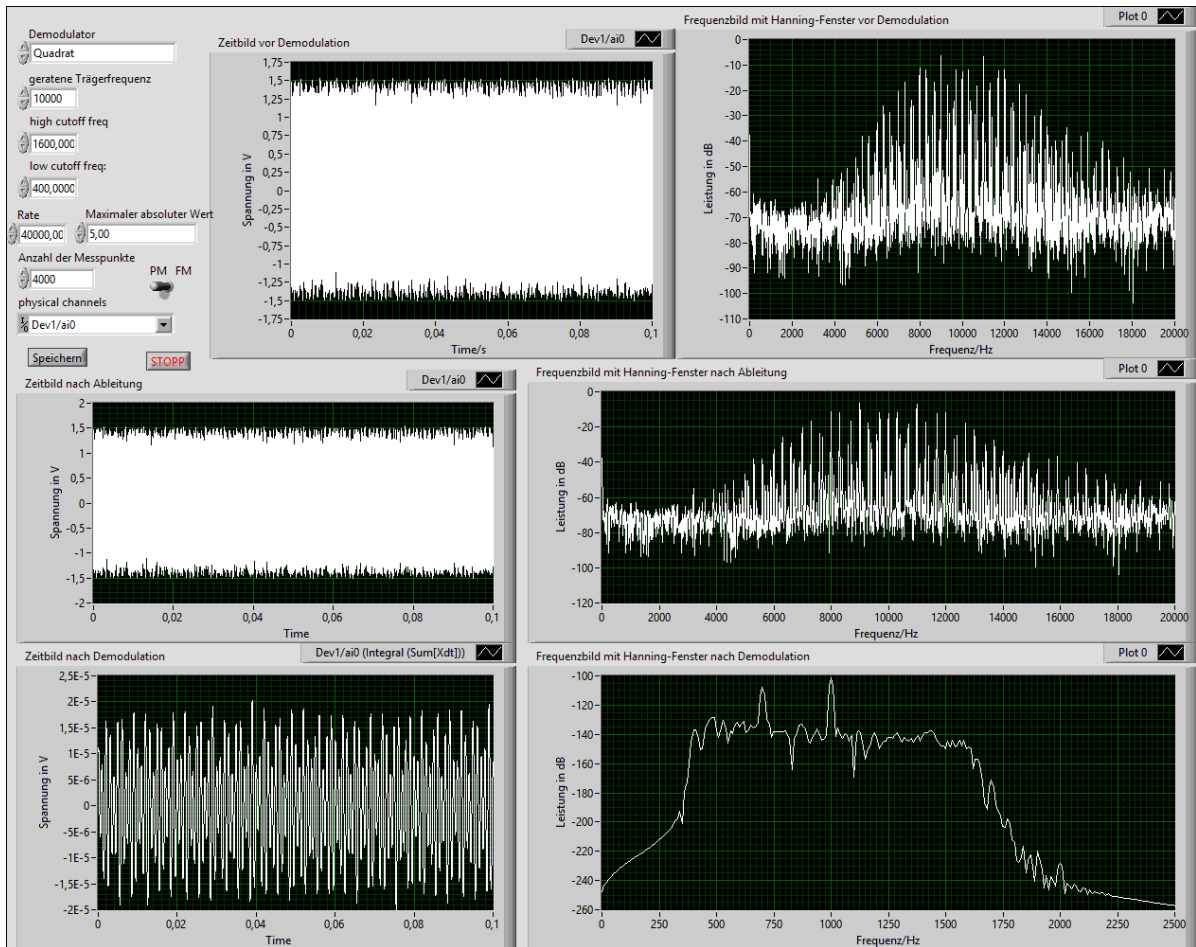 Demodulator
Quadrat
geratene Trägerfrequenz
10000
high cutoff freq
1600,000
low cutoff freq:
400,0000
Rate Maximaler absoluter Wert
40000,00 5,00
Anzahl der Messpunkte
4000
PM FM
physical channels
Dev1/ai0
Speichern STOPP
Zeitbild vor Demodulation Dev1/ai0
Spannung in V
1,75
1,5
1,25
1
0,75
0,5
0,25
0
-0,25
-0,5
-0,75
-1
-1,25
-1,5
-1,75
0 0,02 0,04 0,06 0,08 0,1
Time/s
Frequenzbild mit Hanning-Fenster vor Demodulation Plot 0
Leistung in dB
0
-10
-20
-30
-40
-50
-60
-70
-80
-90
-100
-110
0 2000 4000 6000 8000 10000 12000 14000 16000 18000 20000
Frequenz/Hz
Zeitbild nach Ableitung Dev1/ai0
Spannung in V
2
1,5
1
0,5
0
-0,5
-1
-1,5
-2
0 0,02 0,04 0,06 0,08 0,1
Time
Frequenzbild mit Hanning-Fenster nach Ableitung Plot 0
Leistung in dB
0
-20
-40
-60
-80
-100
-120
0 2000 4000 6000 8000 10000 12000 14000 16000 18000 20000
Frequenz/Hz
Zeitbild nach Demodulation Dev1/ai0 (Integral (Sum[Xdt]))
Spannung in V
2,5E-5
2E-5
1,5E-5
1E-5
5E-6
0
-5E-6
-1E-5
-1,5E-5
-2E-5
0 0,02 0,04 0,06 0,08 0,1
Time
Frequenzbild mit Hanning-Fenster nach Demodulation Plot 0
Leistung in dB
-100
-120
-140
-160
-180
-200
-220
-240
-260
0 250 500 750 1000 1250 1500 1750 2000 2250 2500
Frequenz/Hz